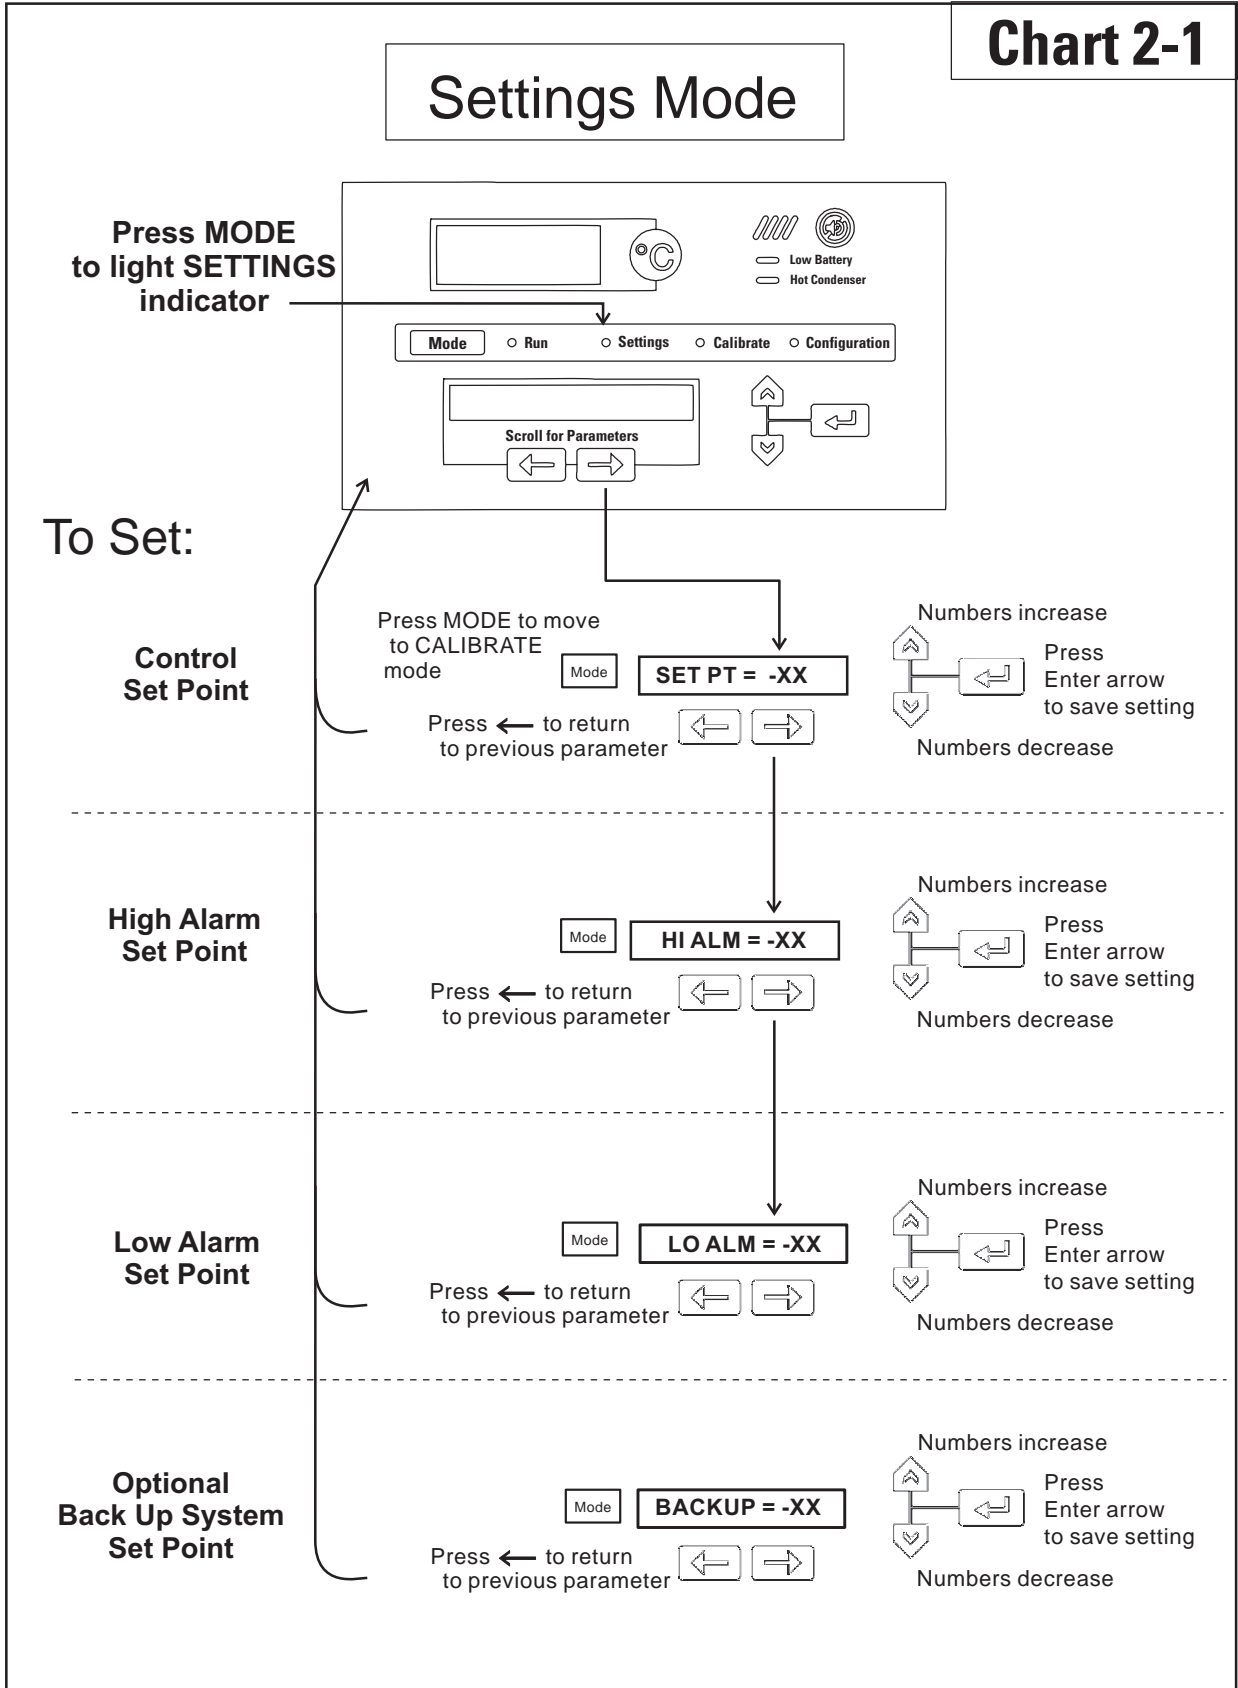 Chart 2-1
Settings Mode
Press MODE
to light SETTINGS
indicator
°C
Low Battery
Hot Condenser
Mode
Run
Settings
Calibrate
Configuration
Scroll for Parameters
To Set:
Control
Set Point
Press MODE to move
to CALIBRATE
mode
Mode
SET PT = -XX
Press ← to return
to previous parameter
Numbers increase
Press
Enter arrow
to save setting
Numbers decrease
High Alarm
Set Point
Mode
HI ALM = -XX
Press ← to return
to previous parameter
Numbers increase
Press
Enter arrow
to save setting
Numbers decrease
Low Alarm
Set Point
Mode
LO ALM = -XX
Press ← to return
to previous parameter
Numbers increase
Press
Enter arrow
to save setting
Numbers decrease
Optional
Back Up System
Set Point
Mode
BACKUP = -XX
Press ← to return
to previous parameter
Numbers increase
Press
Enter arrow
to save setting
Numbers decrease